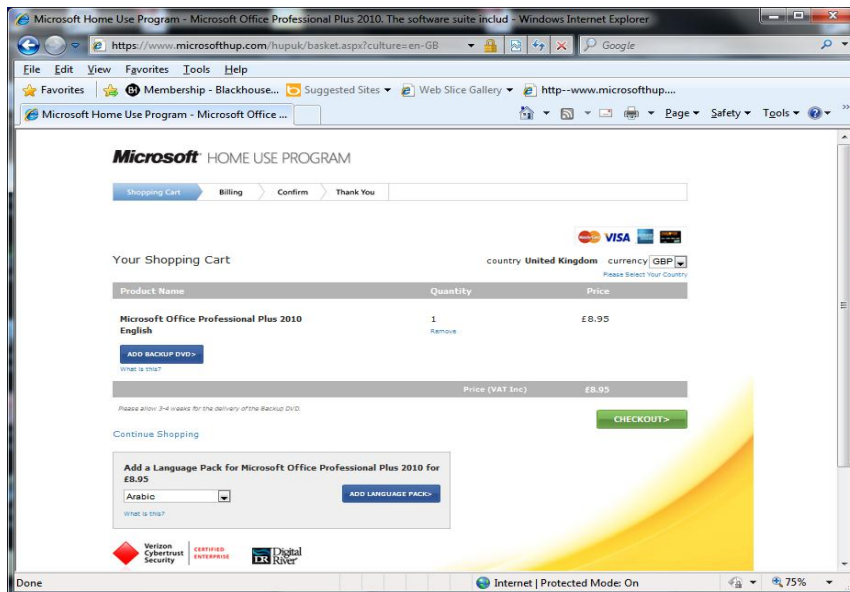 Microsoft Home Use Program - Microsoft Office Professional Plus 2010. The software suite includ - Windows Internet Explorer
https://www.microsofthup.com/hupuk/basket.aspx?culture=en-GB
Google
File Edit View Favorites Tools Help
Favorites Membership - Blackhouse... Suggested Sites Web Slice Gallery http--www.microsofthup....
Microsoft Home Use Program - Microsoft Office ... Page Safety Tools
Microsoft HOME USE PROGRAM
Shopping Cart Billing Confirm Thank You
MasterCard VISA
Your Shopping Cart country United Kingdom currency GBP
Please Select Your Country
Product Name Quantity Price
Microsoft Office Professional Plus 2010 1 £8.95
English Remove
ADD BACKUP DVD>
What is this?
Price (VAT Inc) £8.95
Please allow 3-4 weeks for the delivery of the Backup DVD.
CHECKOUT>
Continue Shopping
Add a Language Pack for Microsoft Office Professional Plus 2010 for
£8.95
Arabic ADD LANGUAGE PACK>
What is this?
Verizon
Cybertrust
Security
CERTIFIED
ENTERPRISE
DR Digital
River
Done Internet | Protected Mode: On 75%